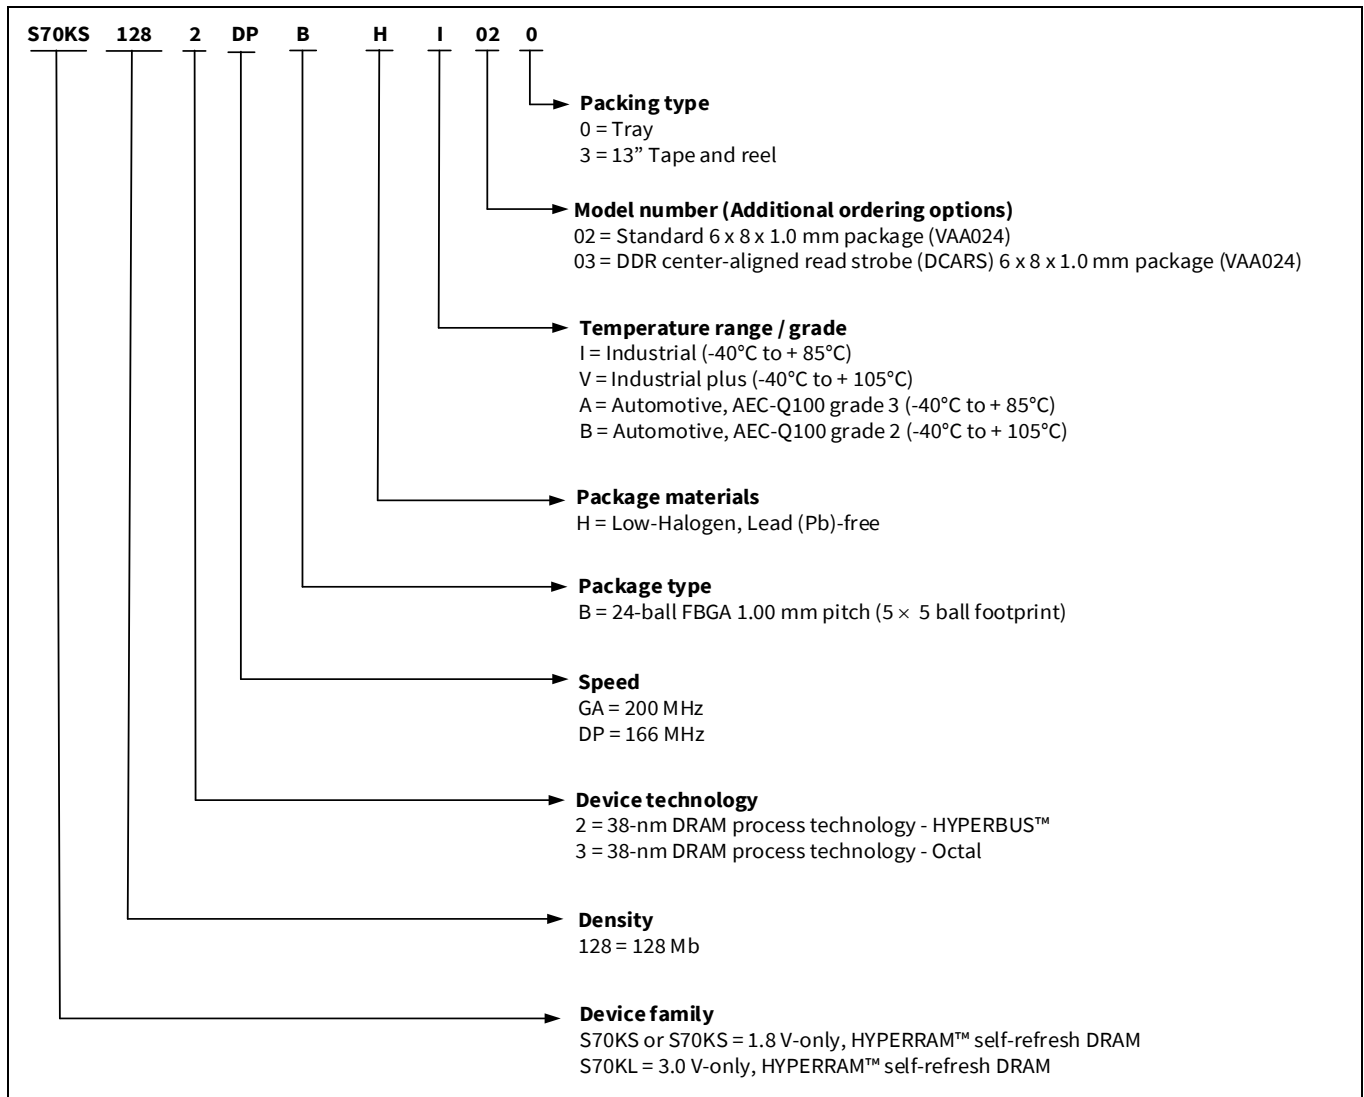 S70KS 128 2 DP B H I 02 0
Packing type
0 = Tray
3 = 13” Tape and reel
Model number (Additional ordering options)
02 = Standard 6 x 8 x 1.0 mm package (VAA024)
03 = DDR center-aligned read strobe (DCARS) 6 x 8 x 1.0 mm package (VAA024)
Temperature range / grade
I = Industrial (-40°C to + 85°C)
V = Industrial plus (-40°C to + 105°C)
A = Automotive, AEC-Q100 grade 3 (-40°C to + 85°C)
B = Automotive, AEC-Q100 grade 2 (-40°C to + 105°C)
Package materials
H = Low-Halogen, Lead (Pb)-free
Package type
B = 24-ball FBGA 1.00 mm pitch (5 × 5 ball footprint)
Speed
GA = 200 MHz
DP = 166 MHz
Device technology
2 = 38-nm DRAM process technology - HYPERBUS™
3 = 38-nm DRAM process technology - Octal
Density
128 = 128 Mb
Device family
S70KS or S70KS = 1.8 V-only, HYPERRAM™ self-refresh DRAM
S70KL = 3.0 V-only, HYPERRAM™ self-refresh DRAM